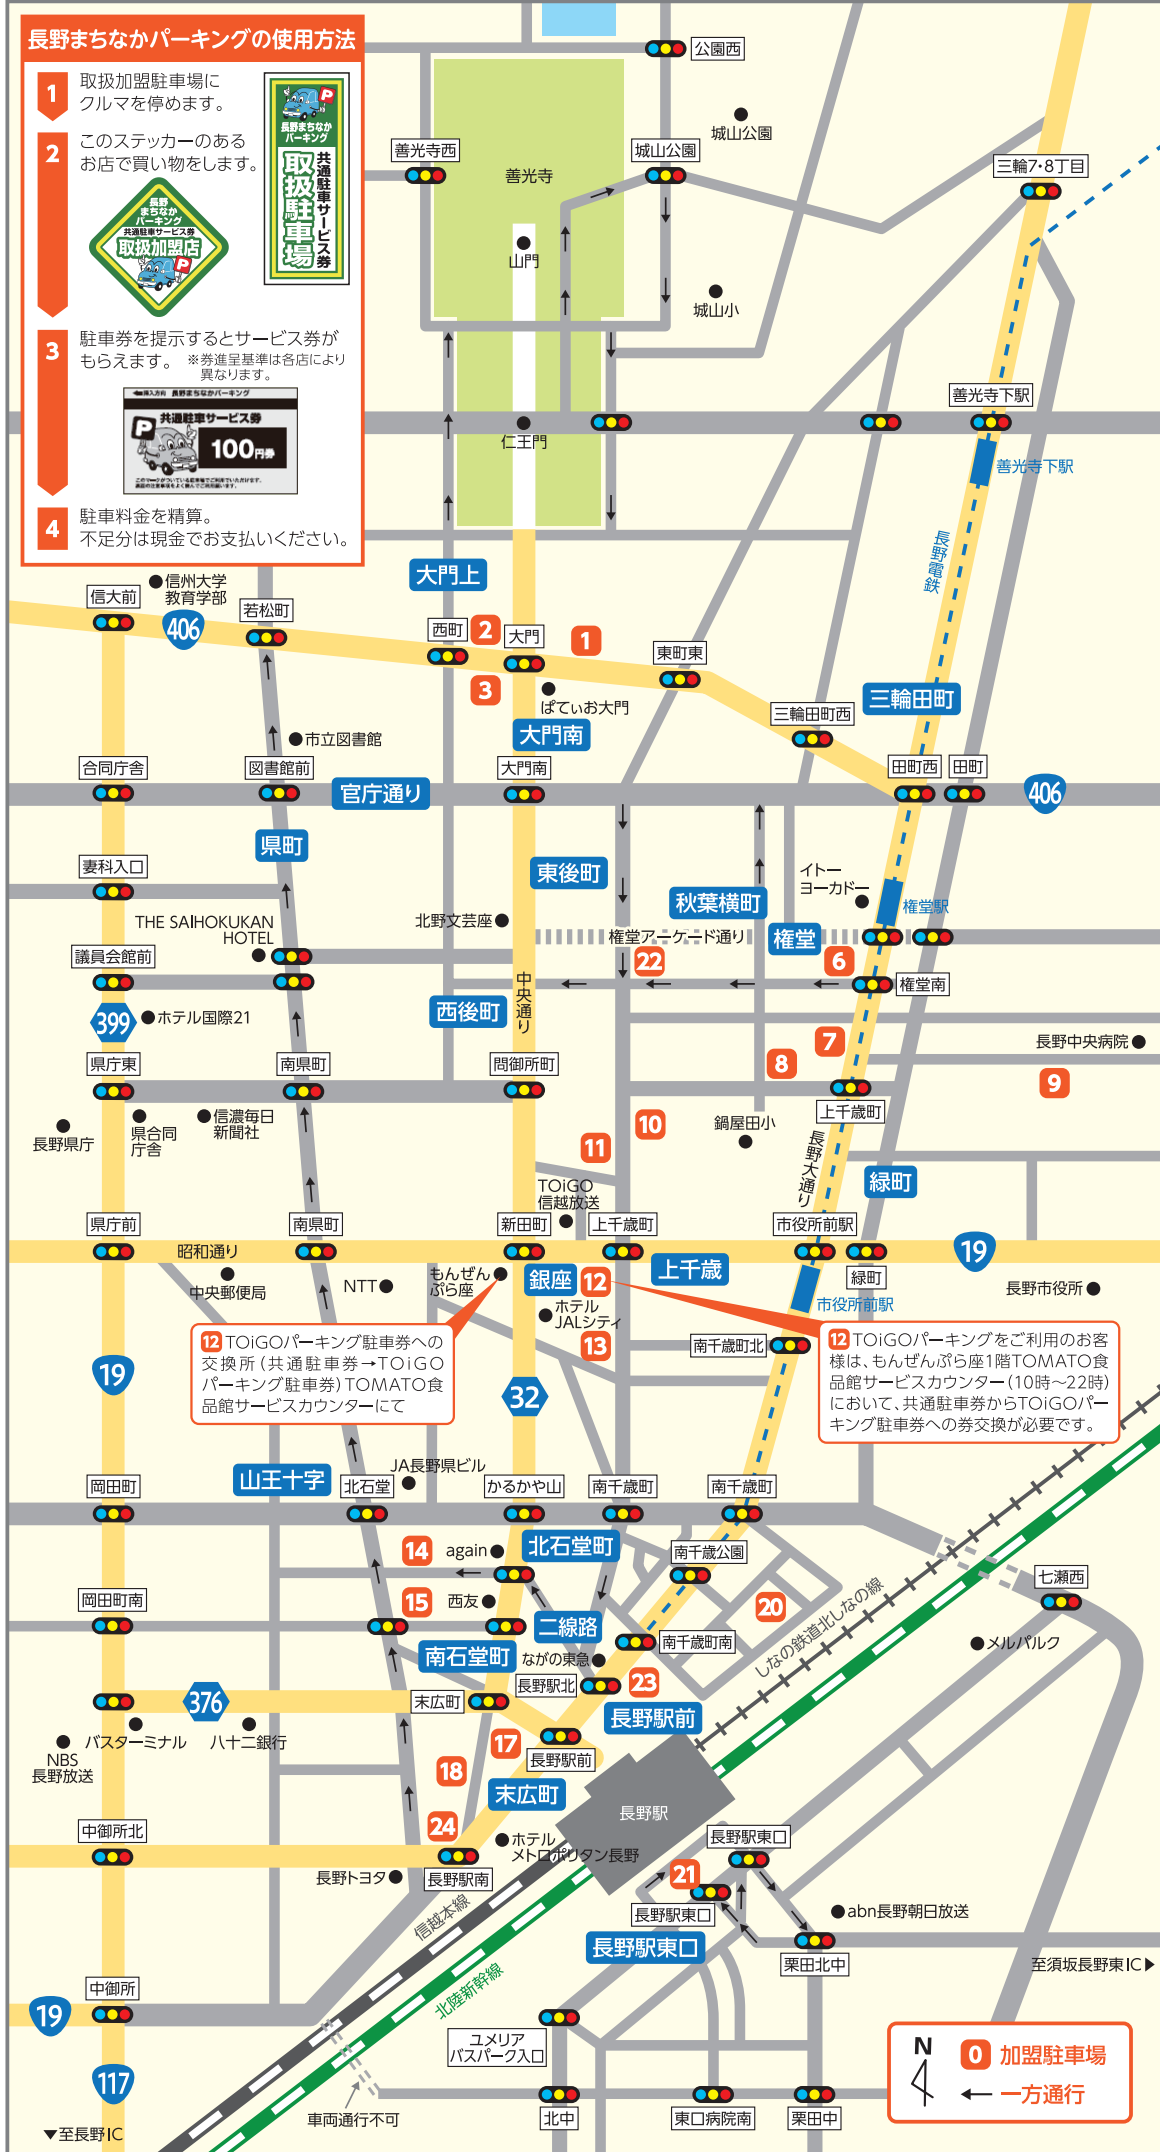 長野まちなかパーキングの使用方法
1
取扱加盟駐車場に
クルマを停めます。
2
このステッカーのある
お店で買い物をします。
長野
まちなか
パーキング
共通駐車サービス券
取扱加盟店
P
P
長野まちなか
パーキング
取扱駐車場
共通駐車サービス券
3
駐車券を提示するとサービス券が
もらえます。
※券進呈基準は各店により
異なります。
挿入方向 長野まちなかパーキング
共通駐車サービス券
P
100円券
4
駐車料金を精算。
不足分は現金でお支払いください。
公園西
城山公園
善光寺西
城山公園
善光寺
三輪7・8丁目
山門
城山小
善光寺下駅
仁王門
善光寺下駅
長野電鉄
大門上
信州大学
教育学部
信大前
若松町
406
西町
2
大門
1
東町東
3
ぱてぃお大門
三輪田町
三輪田町西
大門南
市立図書館
合同庁舎
図書館前
大門南
田町西
田町
官庁通り
406
県町
妻科入口
東後町
イトー
ヨーカドー
秋葉横町
権堂駅
THE SAIHOKUKAN
HOTEL
北野文芸座
権堂アーケード通り
権堂
議員会館前
22
6
中央通り
権堂南
西後町
399
ホテル国際21
7
長野中央病院
県庁東
南県町
問御所町
8
9
上千歳町
長野県庁
県合同
庁舎
信濃毎日
新聞社
10
鍋屋田小
11
長野大通り
緑町
TOiGO
信越放送
県庁前
南県町
新田町
上千歳町
市役所前駅
昭和通り
19
上千歳
緑町
中央郵便局
NTT
もんぜん
ぷら座
銀座
12
長野市役所
市役所前駅
ホテル
JALシティ
13
南千歳町北
12 TOiGOパーキング駐車券への
交換所(共通駐車券→TOiGO
パーキング駐車券)TOMATO食
品館サービスカウンターにて
12 TOiGOパーキングをご利用のお客
様は、もんぜんぷら座1階TOMATO食
品館サービスカウンター(10時〜22時)
において、共通駐車券からTOiGOパー
キング駐車券への券交換が必要です。
19
32
山王十字
JA長野県ビル
岡田町
北石堂
かるかや山
南千歳町
南千歳町
14
again
北石堂町
南千歳公園
七瀬西
岡田町南
15
西友
二線路
20
しなの鉄道北しなの線
南千歳町南
メルパルク
南石堂町
ながの東急
長野駅北
23
376
末広町
長野駅前
バスターミナル
八十二銀行
17
長野駅前
NBS
長野放送
18
末広町
長野駅
中御所北
24
ホテル
メトロポリタン長野
長野駅東口
長野トヨタ
長野駅南
21
信越本線
長野駅東口
abn長野朝日放送
長野駅東口
栗田北中
至須坂長野東IC▶
北陸新幹線
中御所
19
ユメリア
バスパーク入口
N
0 加盟駐車場
一方通行
117
車両通行不可
北中
東口病院南
栗田中
▼至長野IC